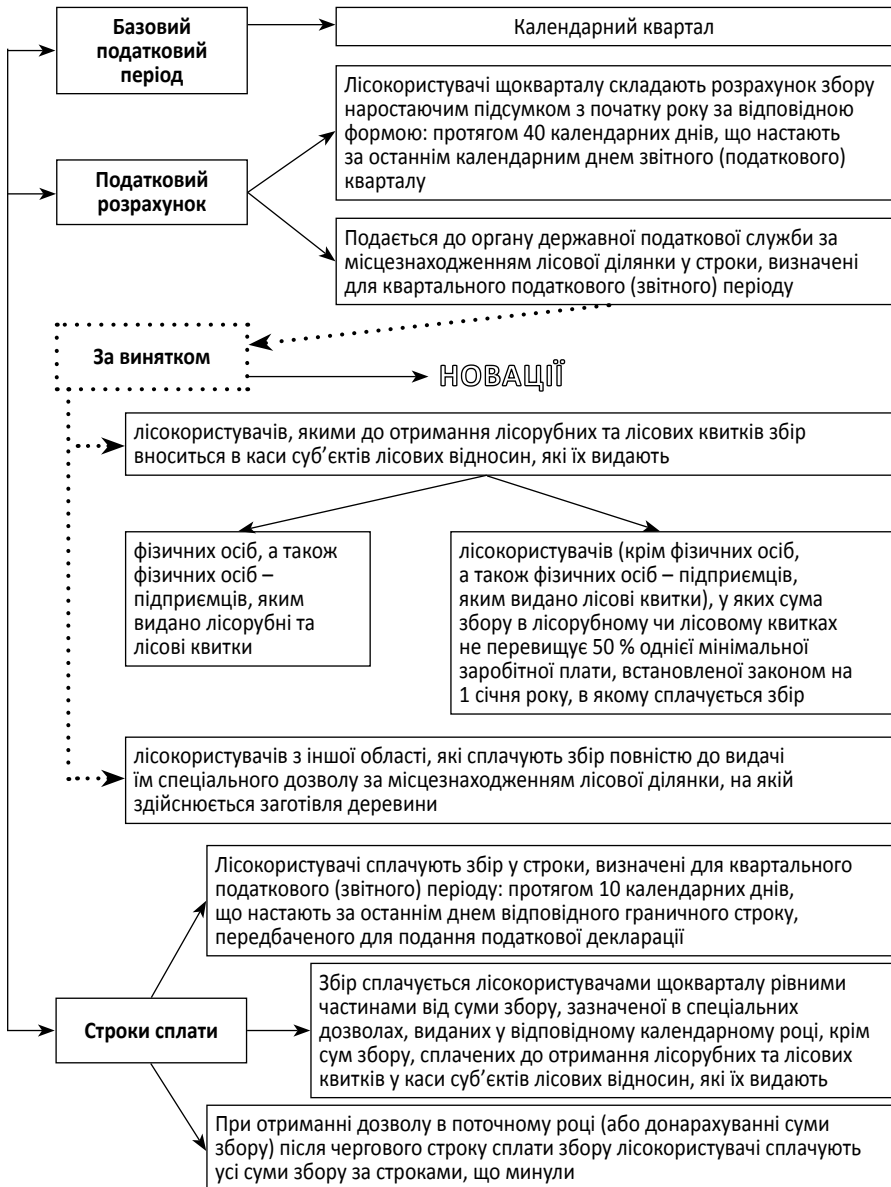 Базовий
податковий
період
Календарний квартал
Лісокористувачі щокварталу складають розрахунок збору
наростаючим підсумком з початку року за відповідною
формою: протягом 40 календарних днів, що настають
за останнім календарним днем звітного (податкового)
кварталу
Податковий
розрахунок
Подається до органу державної податкової служби за
місцезнаходженням лісової ділянки у строки, визначені
для квартального податкового (звітного) періоду
За винятком
НОВАЦІЇ
лісокористувачів, якими до отримання лісорубних та лісових квитків збір
вноситься в каси суб’єктів лісових відносин, які їх видають
фізичних осіб, а також
фізичних осіб –
підприємців, яким
видано лісорубні та
лісові квитки
лісокористувачів (крім фізичних осіб,
а також фізичних осіб – підприємців,
яким видано лісові квитки), у яких сума
збору в лісорубному чи лісовому квитках
не перевищує 50 % однієї мінімальної
заробітної плати, встановленої законом на
1 січня року, в якому сплачується збір
лісокористувачів з іншої області, які сплачують збір повністю до видачі
їм спеціального дозволу за місцезнаходженням лісової ділянки, на якій
здійснюється заготівля деревини
Лісокористувачі сплачують збір у строки, визначені для квартального
податкового (звітного) періоду: протягом 10 календарних днів,
що настають за останнім днем відповідного граничного строку,
передбаченого для подання податкової декларації
Строки сплати
Збір сплачується лісокористувачами щокварталу рівними
частинами від суми збору, зазначеної в спеціальних
дозволах, виданих у відповідному календарному році, крім
сум збору, сплачених до отримання лісорубних та лісових
квитків у каси суб’єктів лісових відносин, які їх видають
При отриманні дозволу в поточному році (або донарахуванні суми
збору) після чергового строку сплати збору лісокористувачі сплачують
усі суми збору за строками, що минули